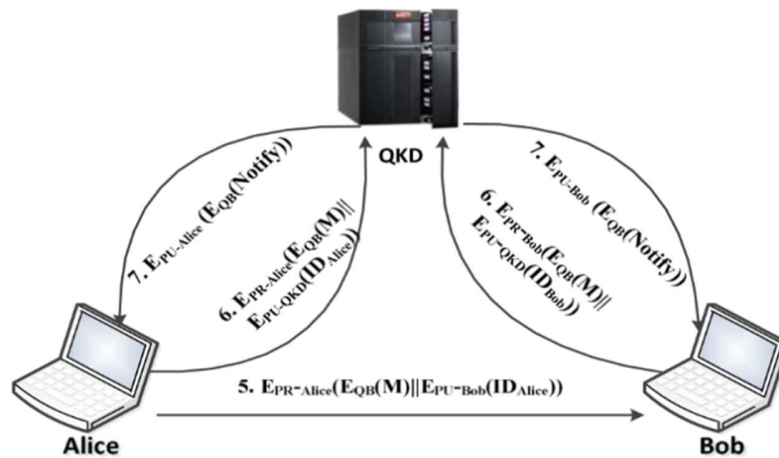 QKD
7. EPU-Alice (EQB(Notify))
6. EPR-Alice(EQB(M)||
EPU-QKD(IDAlice))
7. EPU-Bob (EQB(Notify))
6. EPR-Bob(EQB(M)||
EPU-QKD(IDBob))
5. EPR-Alice(EQB(M)||EPU-Bob(IDAlice))
Alice
Bob